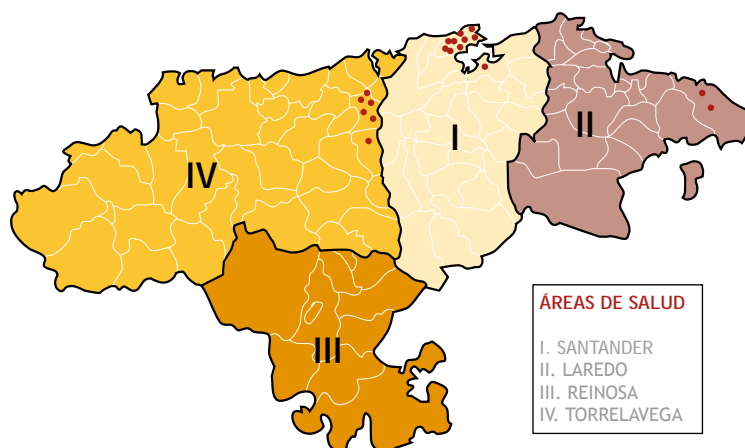 I
II
IV
III
ÁREAS DE SALUD
I. SANTANDER
II. LAREDO
III. REINOSA
IV. TORRELAVEGA